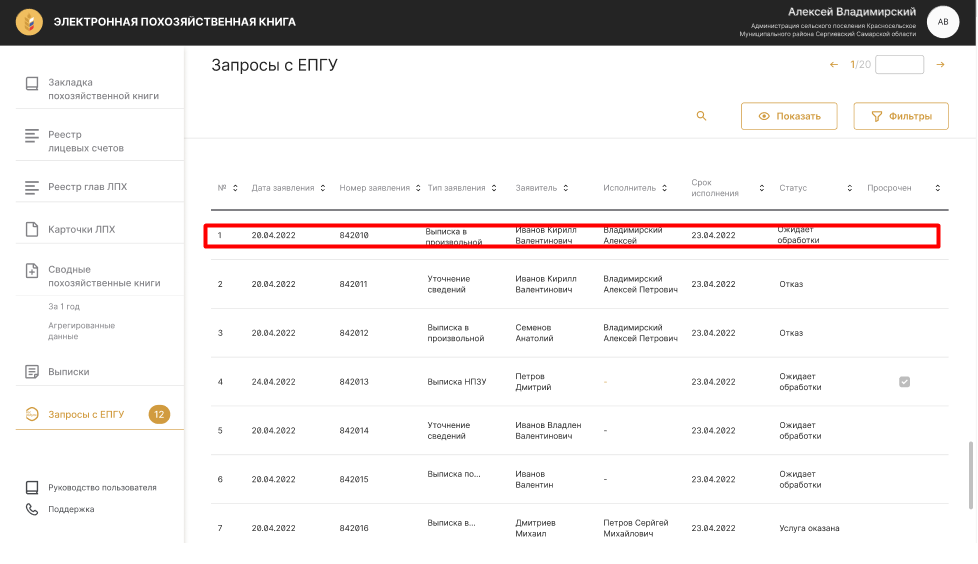 ЭЛЕКТРОННАЯ ПОХОЗЯЙСТВЕННАЯ КНИГА
Алексей Владимирский
Администрация сельского поселения Красносельское
Муниципального района Сергиевский Самарской области
АВ
Закладка
похозяйственной книги
Реестр
лицевых счетов
Реестр глав ЛПХ
Карточки ЛПХ
Сводные
похозяйственные книги
За 1 год
Агрегированные
данные
Выписки
Запросы с ЕПГУ 12
Руководство пользователя
Поддержка
Запросы с ЕПГУ
← 1/20 →
Показать
Фильтры
№ Дата заявления Номер заявления Тип заявления Заявитель Исполнитель Срок исполнения Статус Просрочен
1 20.04.2022 842010 Выписка в произвольной Иванов Кирилл Валентинович Владимирский Алексей 23.04.2022 Ожидает обработки
2 20.04.2022 842011 Уточнение сведений Иванов Кирилл Валентинович Владимирский Алексей Петрович 23.04.2022 Отказ
3 20.04.2022 842012 Выписка в произвольной Семенов Анатолий Владимирский Алексей Петрович 23.04.2022 Отказ
4 24.04.2022 842013 Выписка НПЗУ Петров Дмитрий - 23.04.2022 Ожидает обработки
5 20.04.2022 842014 Уточнение сведений Иванов Владлен Валентинович - 23.04.2022 Ожидает обработки
6 20.04.2022 842015 Выписка по... Иванов Валентин - 23.04.2022 Ожидает обработки
7 20.04.2022 842016 Выписка в... Дмитриев Михаил Петров Серйгей Михайлович 23.04.2022 Услуга оказана